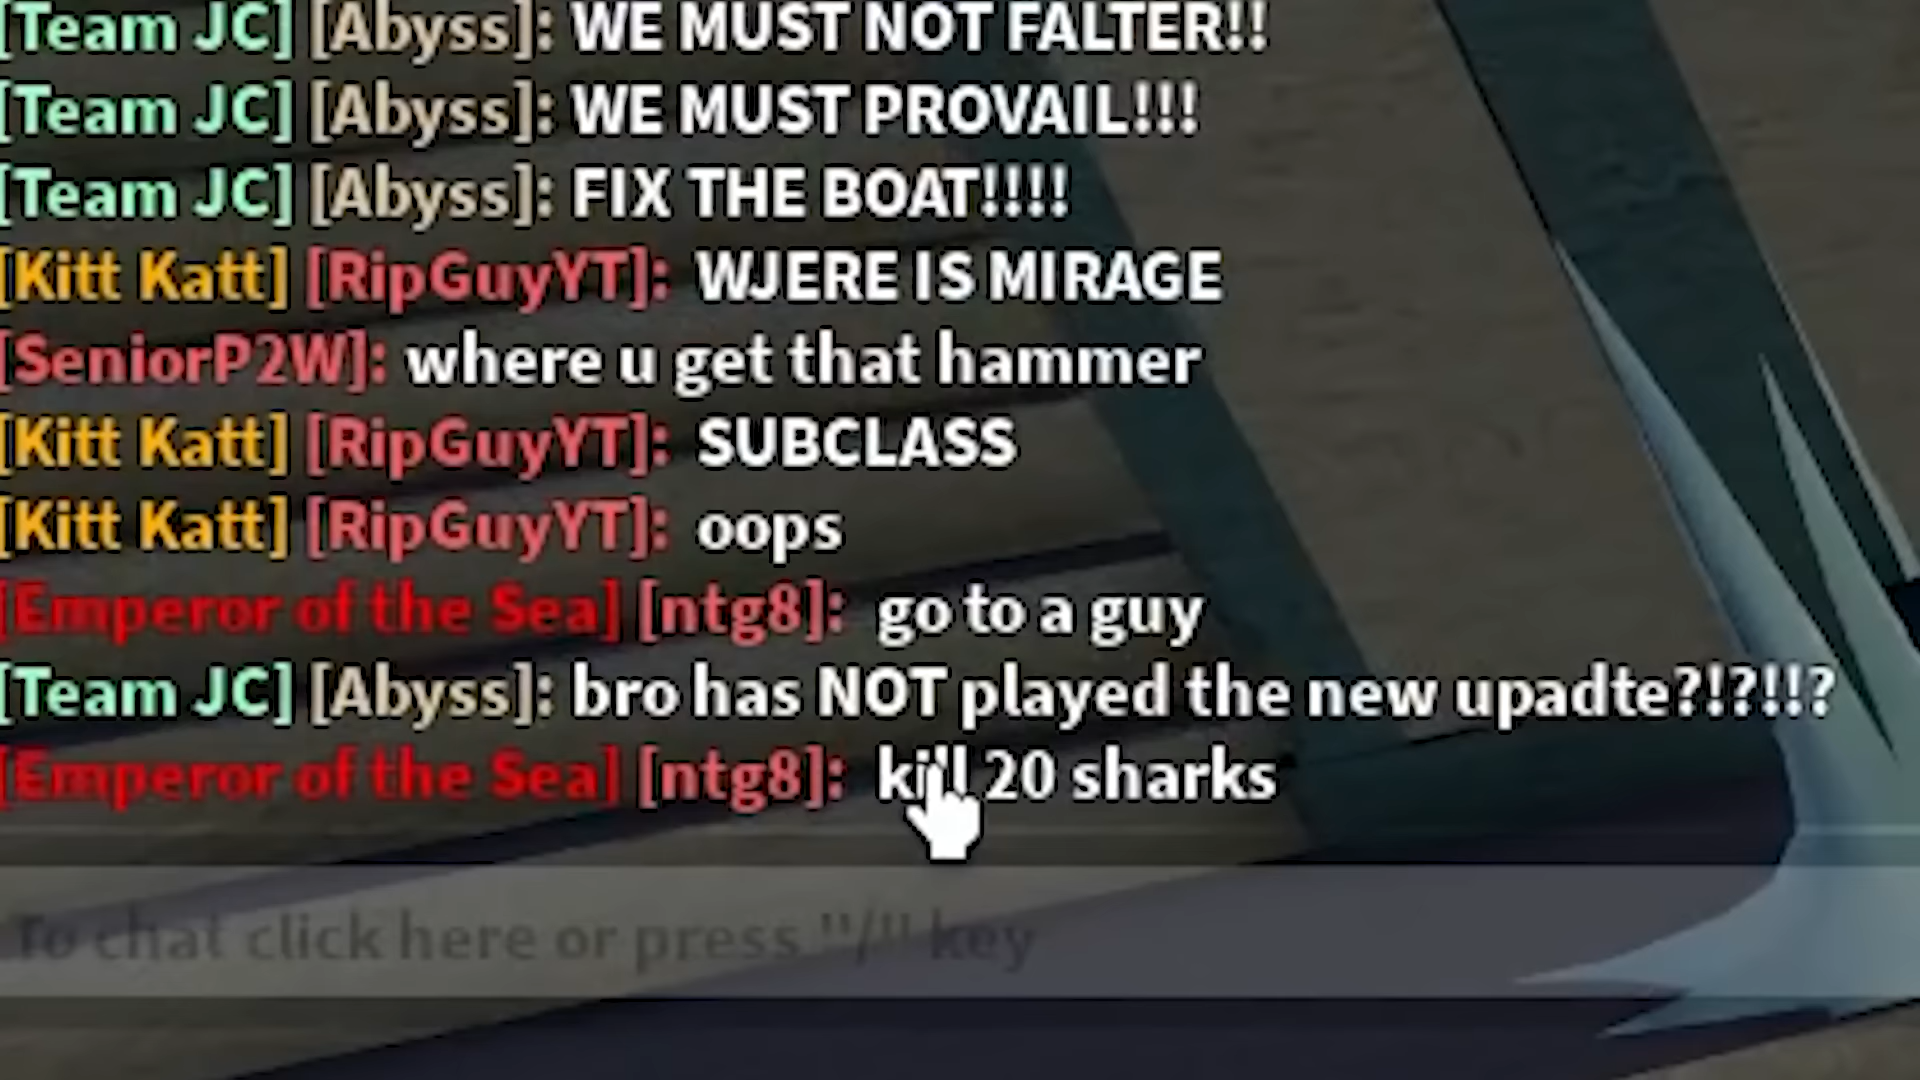 [Team JC] [Abyss]: WE MUST NOT FALTER!!
[Team JC] [Abyss]: WE MUST PROVAIL!!!
[Team JC] [Abyss]: FIX THE BOAT!!!!
[Kitt Katt] [RipGuyYT]: WJERE IS MIRAGE
[SeniorP2W]: where u get that hammer
[Kitt Katt] [RipGuyYT]: SUBCLASS
[Kitt Katt] [RipGuyYT]: oops
[Emperor of the Sea] [ntg8]: go to a guy
[Team JC] [Abyss]: bro has NOT played the new upadte?!?!!?
[Emperor of the Sea] [ntg8]: kill 20 sharks
To chat click here or press "/" key